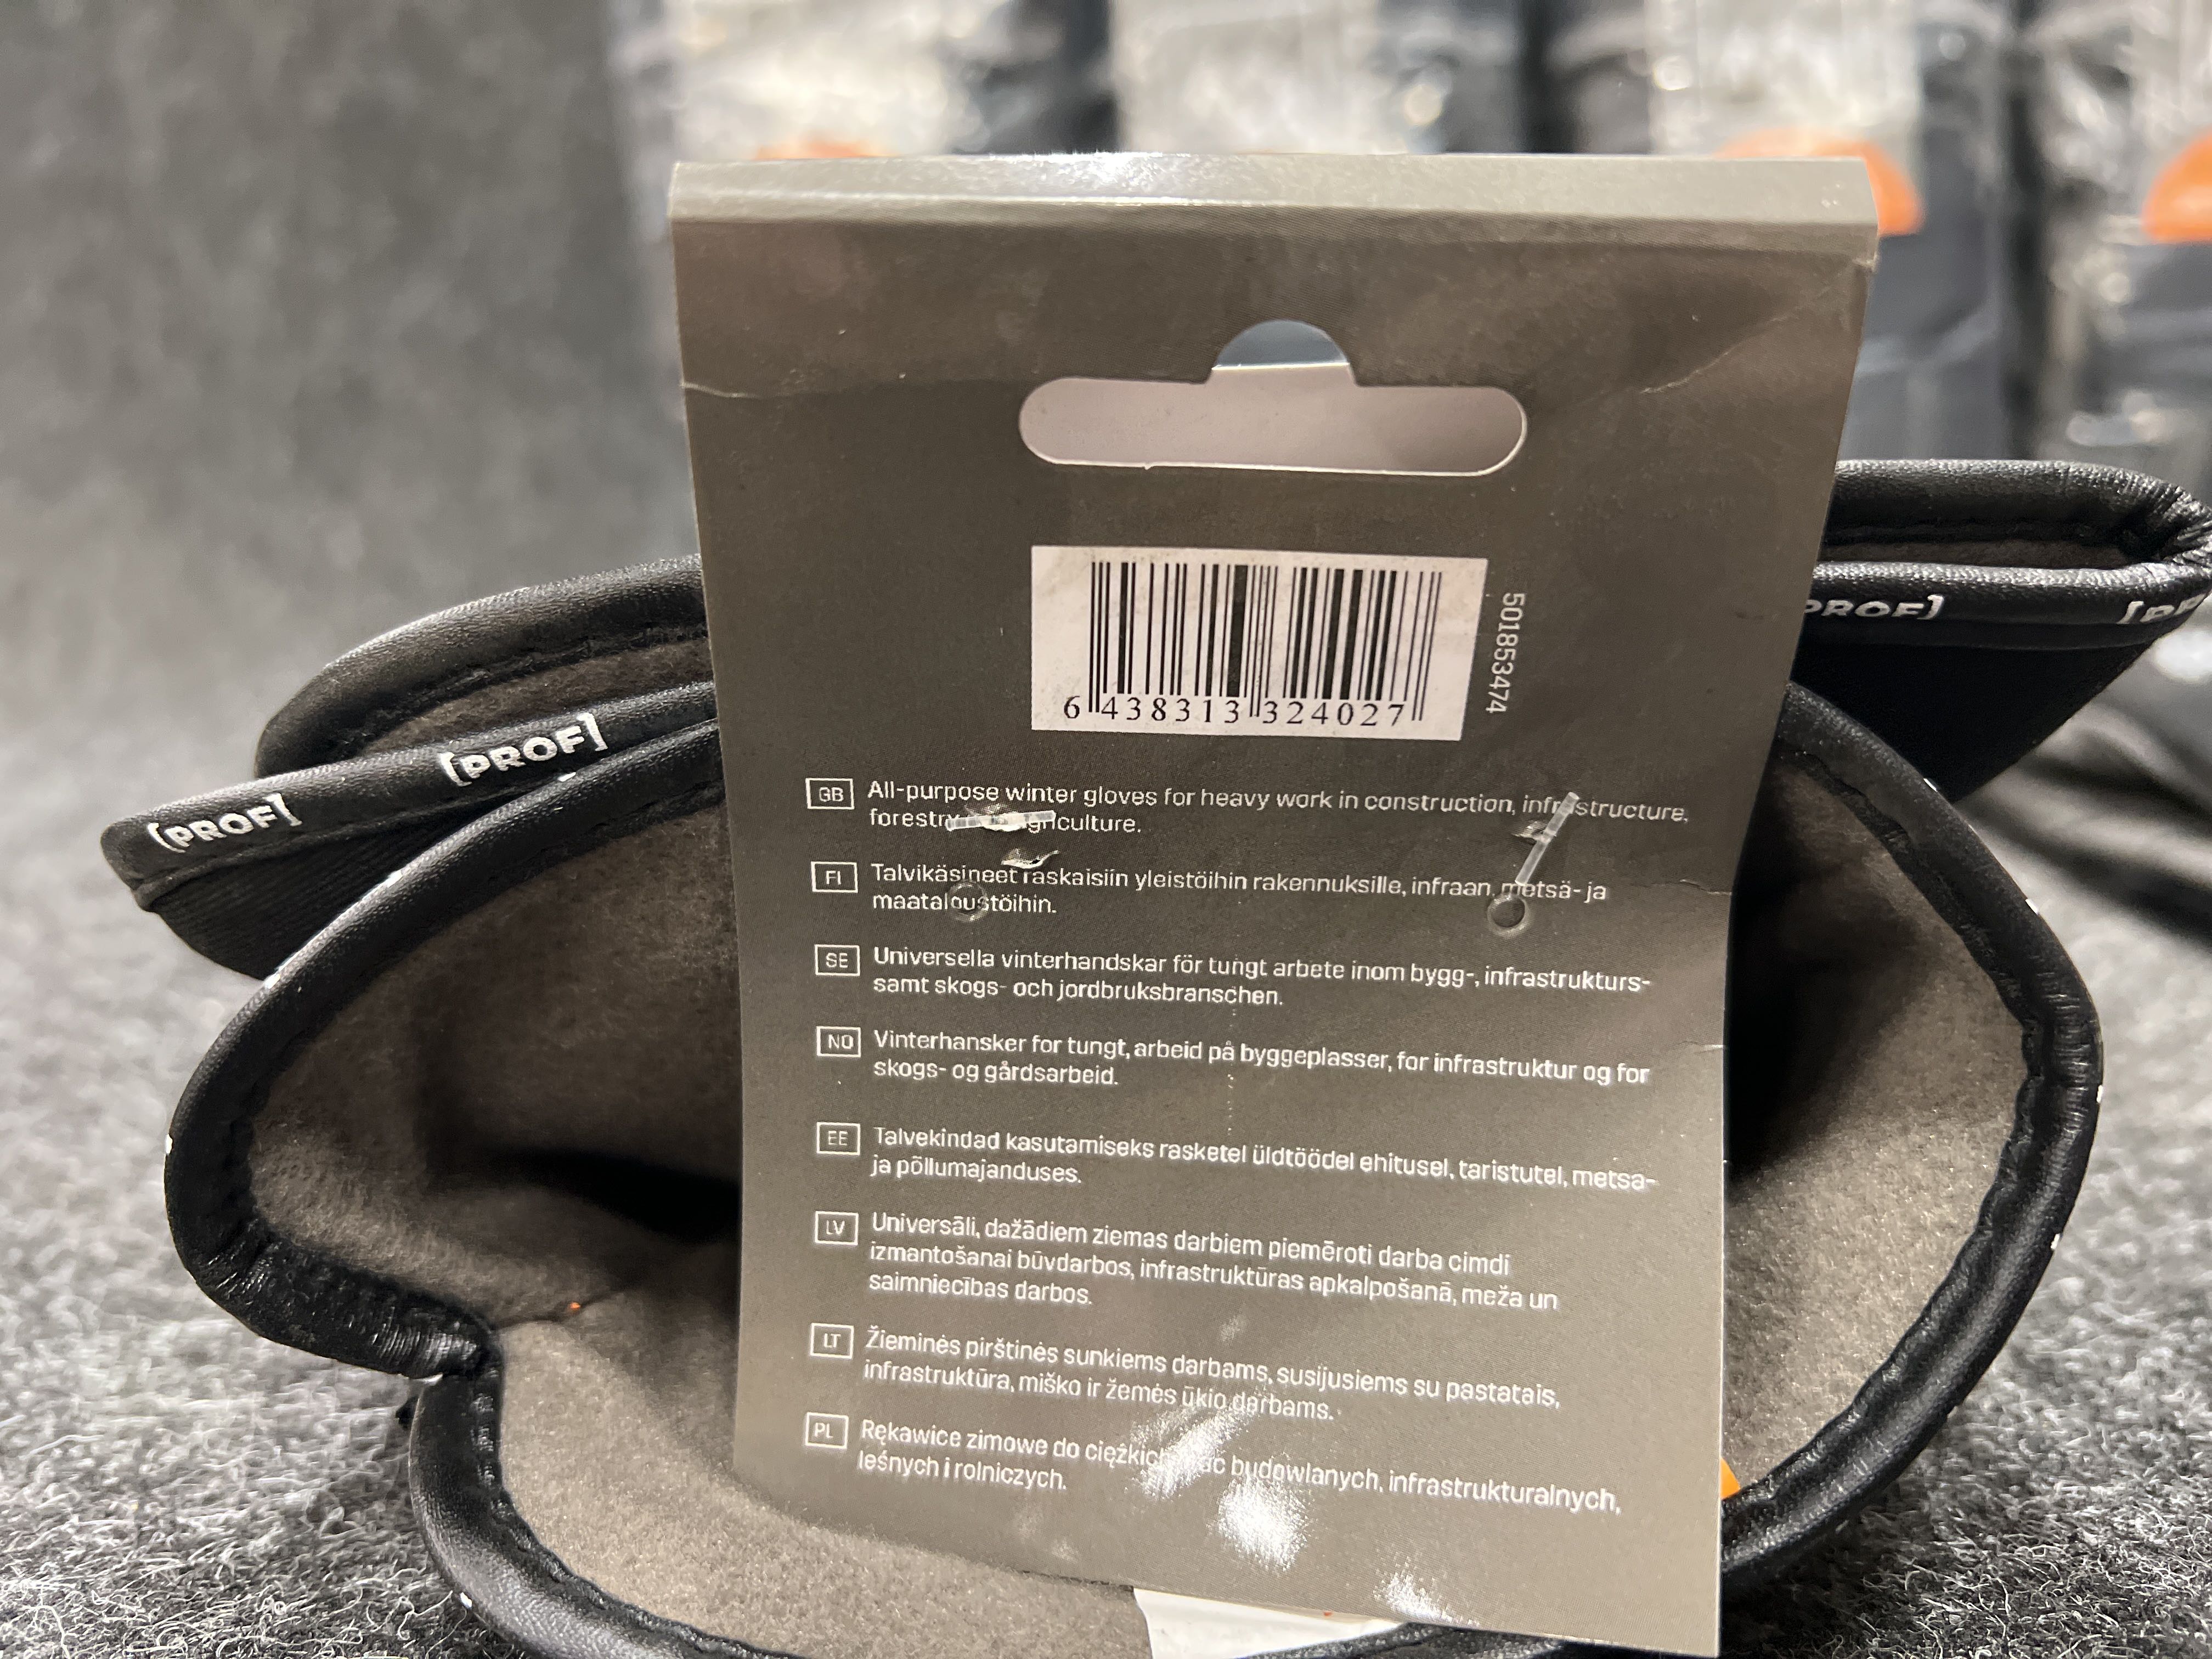 501853474
6 438313 324027
[PROF]
[PROF]
PROF]
GB All-purpose winter gloves for heavy work in construction, infrastructure,
forestry agriculture.
FI Talvikäsineet raskaisiin yleistöihin rakennuksille, infraan, metsä- ja
maataloustöihin.
SE Universella vinterhandskar för tungt arbete inom bygg-, infrastrukturs-
samt skogs- och jordbruksbranschen.
NO Vinterhansker for tungt, arbeid på byggeplasser, for infrastruktur og for
skogs- og gårdsarbeid.
EE Talvekindad kasutamiseks rasketel üldtöödel ehitusel, taristutel, metsa-
ja põllumajanduses.
LV Universāli, dažādiem ziemas darbiem piemēroti darba cimdi
izmantošanai būvdarbos, infrastruktūras apkalpošanā, meža un
saimniecības darbos.
LT Žieminės pirštinės sunkiems darbams, susijusiems su pastatais,
infrastruktūra, miško ir žemės ūkio darbams.
PL Rękawice zimowe do ciężkich budowlanych, infrastrukturalnych,
leśnych i rolniczych.